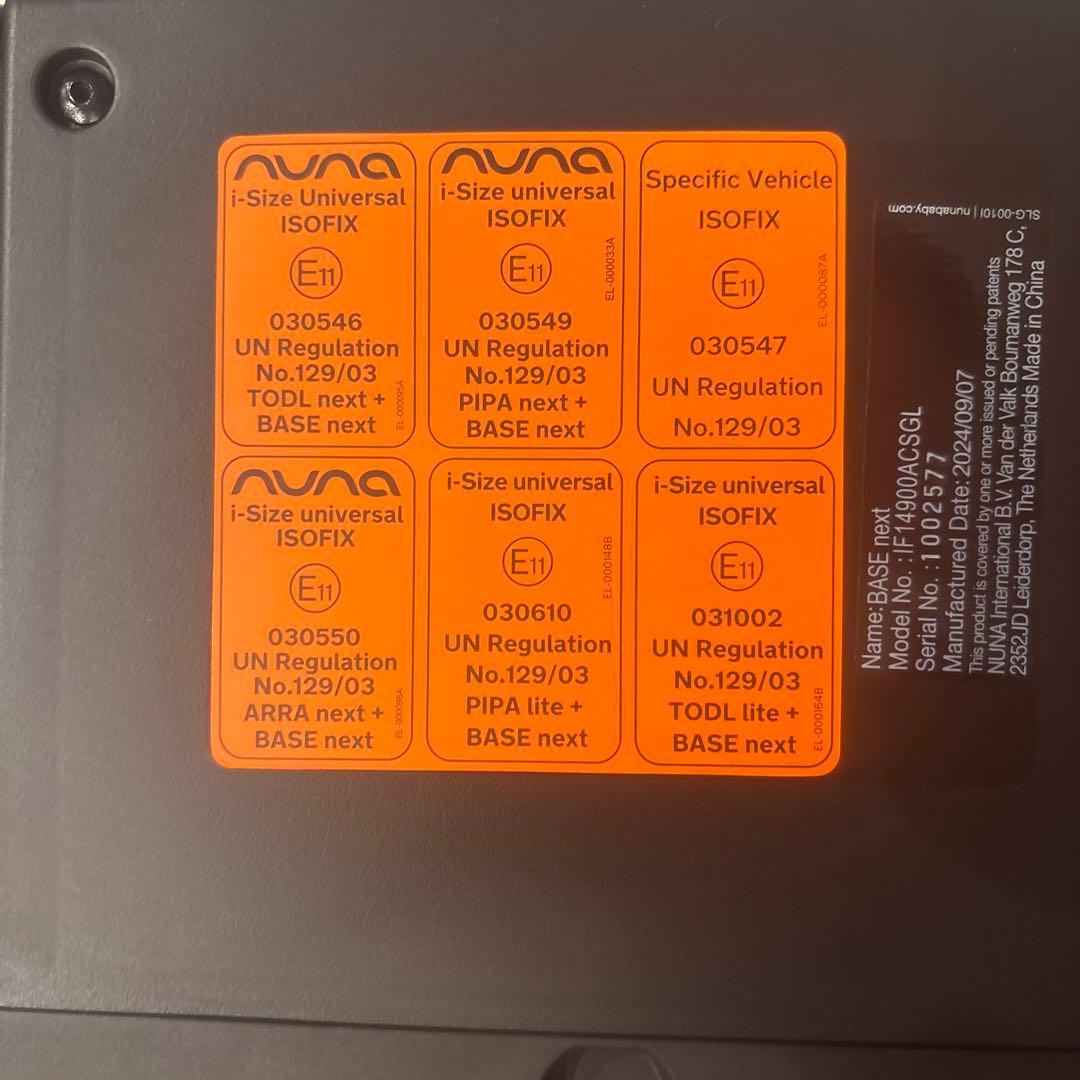 nuna
i-Size Universal
ISOFIX
E11
030546
UN Regulation
No.129/03
TODL next +
BASE next
EL-000095A
nuna
i-Size universal
ISOFIX
E11
EL-000033A
030549
UN Regulation
No.129/03
PIPA next +
BASE next
Specific Vehicle
ISOFIX
E11
EL-000087A
030547
UN Regulation
No.129/03
nuna
i-Size universal
ISOFIX
E11
030550
UN Regulation
No.129/03
ARRA next +
BASE next
EL-000096A
i-Size universal
ISOFIX
E11
EL-000148B
030610
UN Regulation
No.129/03
PIPA lite +
BASE next
i-Size universal
ISOFIX
E11
031002
UN Regulation
No.129/03
TODL lite +
BASE next
EL-000164B
Name:BASE next
Model No. :IF14900ACSGL
Serial No. :1002577
Manufactured Date:2024/09/07
This product is covered by one or more issued or pending patents
NUNA International B.V. Van der Valk Boumanweg 178 C,
2352JD Leiderdorp, The Netherlands Made in China
SLG-00101 | nunababy.com